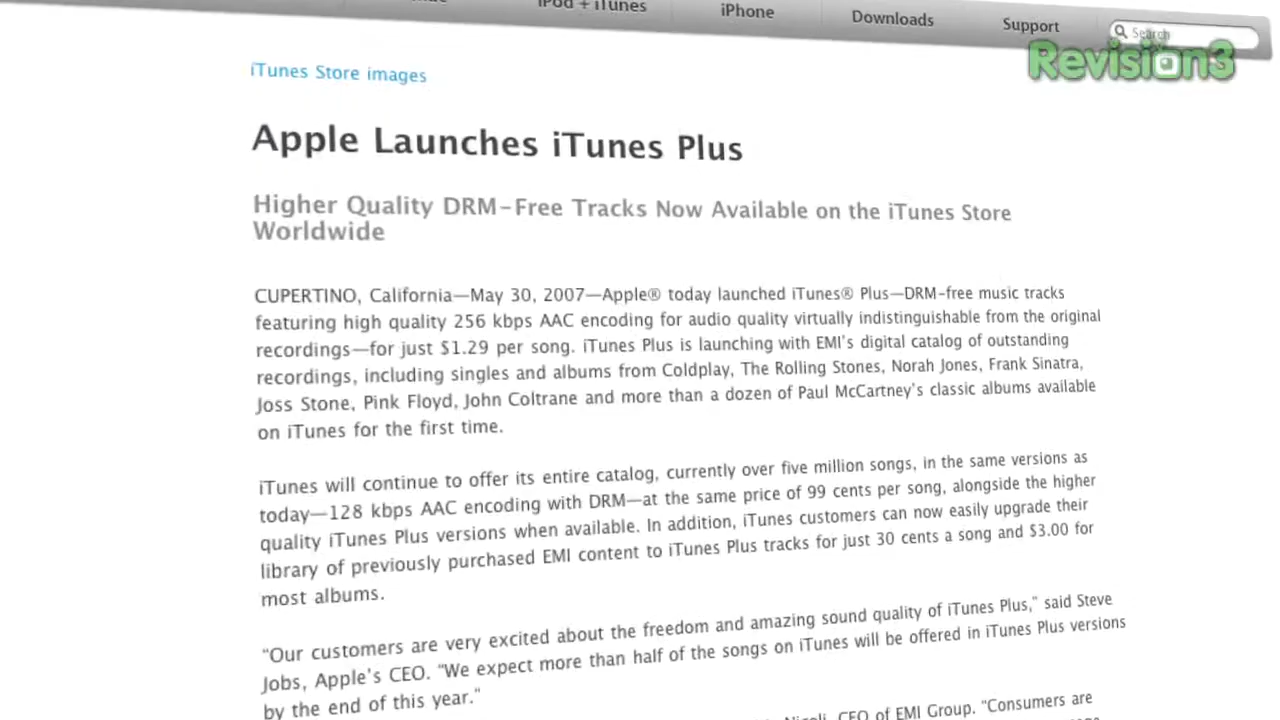 iPod + iTunes
iPhone
Downloads
Support
Search
Revision3
iTunes Store images
Apple Launches iTunes Plus
Higher Quality DRM-Free Tracks Now Available on the iTunes Store
Worldwide
CUPERTINO, California—May 30, 2007—Apple® today launched iTunes® Plus—DRM-free music tracks
featuring high quality 256 kbps AAC encoding for audio quality virtually indistinguishable from the original
recordings—for just $1.29 per song. iTunes Plus is launching with EMI's digital catalog of outstanding
recordings, including singles and albums from Coldplay, The Rolling Stones, Norah Jones, Frank Sinatra,
Joss Stone, Pink Floyd, John Coltrane and more than a dozen of Paul McCartney's classic albums available
on iTunes for the first time.
iTunes will continue to offer its entire catalog, currently over five million songs, in the same versions as
today—128 kbps AAC encoding with DRM—at the same price of 99 cents per song, alongside the higher
quality iTunes Plus versions when available. In addition, iTunes customers can now easily upgrade their
library of previously purchased EMI content to iTunes Plus tracks for just 30 cents a song and $3.00 for
most albums.
“Our customers are very excited about the freedom and amazing sound quality of iTunes Plus,” said Steve
Jobs, Apple's CEO. “We expect more than half of the songs on iTunes will be offered in iTunes Plus versions
by the end of this year.”
CEO of EMI Group. “Consumers are